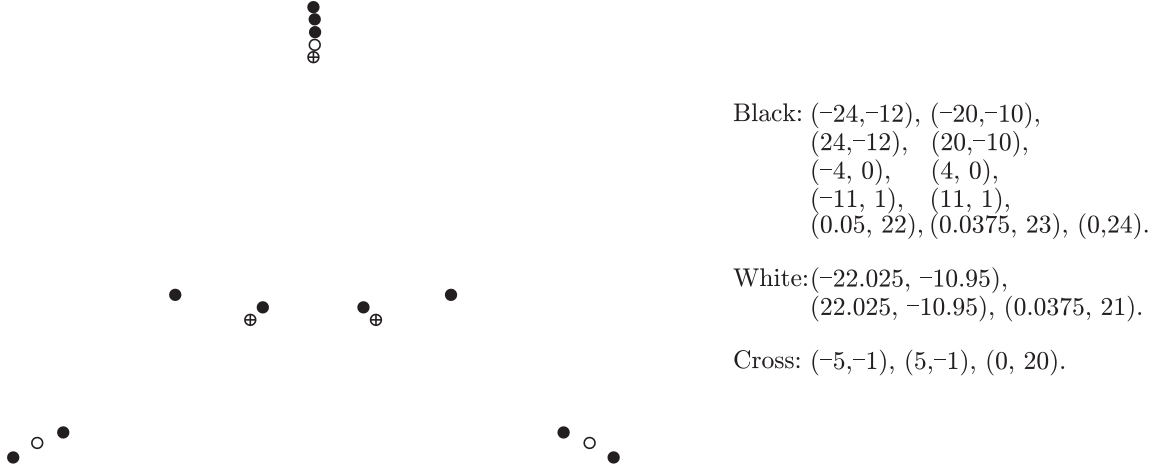 Black: (–24,–12), (–20,–10),
(24,–12), (20,–10),
(–4, 0), (4, 0),
(–11, 1), (11, 1),
(0.05, 22), (0.0375, 23), (0,24).
White:(–22.025, –10.95),
(22.025, –10.95), (0.0375, 21).
Cross: (–5,–1), (5,–1), (0, 20).